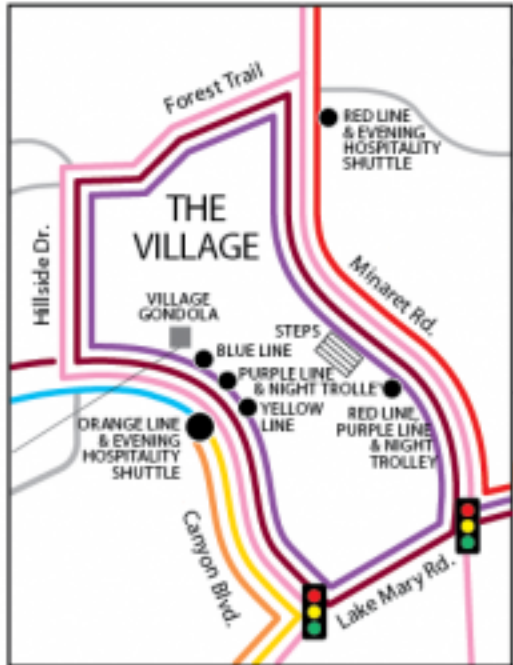 Forest Trail
RED LINE
& EVENING
HOSPITALITY
SHUTTLE
THE
VILLAGE
Hillside Dr.
Minaret Rd.
VILLAGE
GONDOLA
STEPS
BLUE LINE
PURPLE LINE
& NIGHT TROLLEY
YELLOW
LINE
RED LINE,
PURPLE LINE
& NIGHT
TROLLEY
ORANGE LINE
& EVENING
HOSPITALITY
SHUTTLE
Canyon Blvd.
Lake Mary Rd.